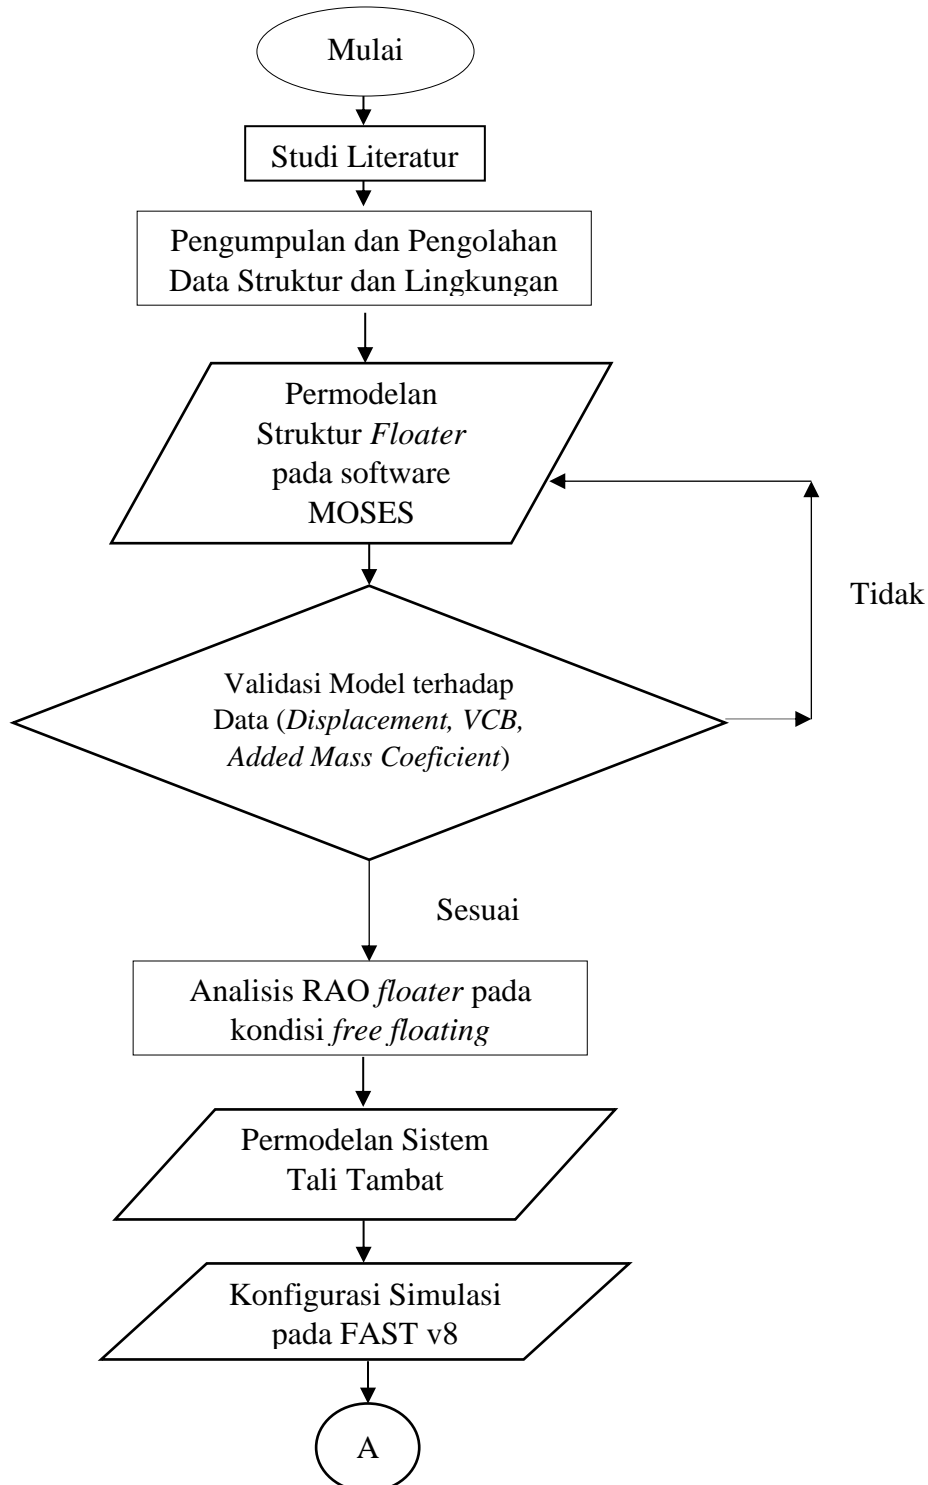 Mulai
Studi Literatur
Pengumpulan dan Pengolahan
Data Struktur dan Lingkungan
Permodelan
Struktur Floater
pada software
MOSES
Tidak
Validasi Model terhadap
Data (Displacement, VCB,
Added Mass Coeficient)
Sesuai
Analisis RAO floater pada
kondisi free floating
Permodelan Sistem
Tali Tambat
Konfigurasi Simulasi
pada FAST v8
A